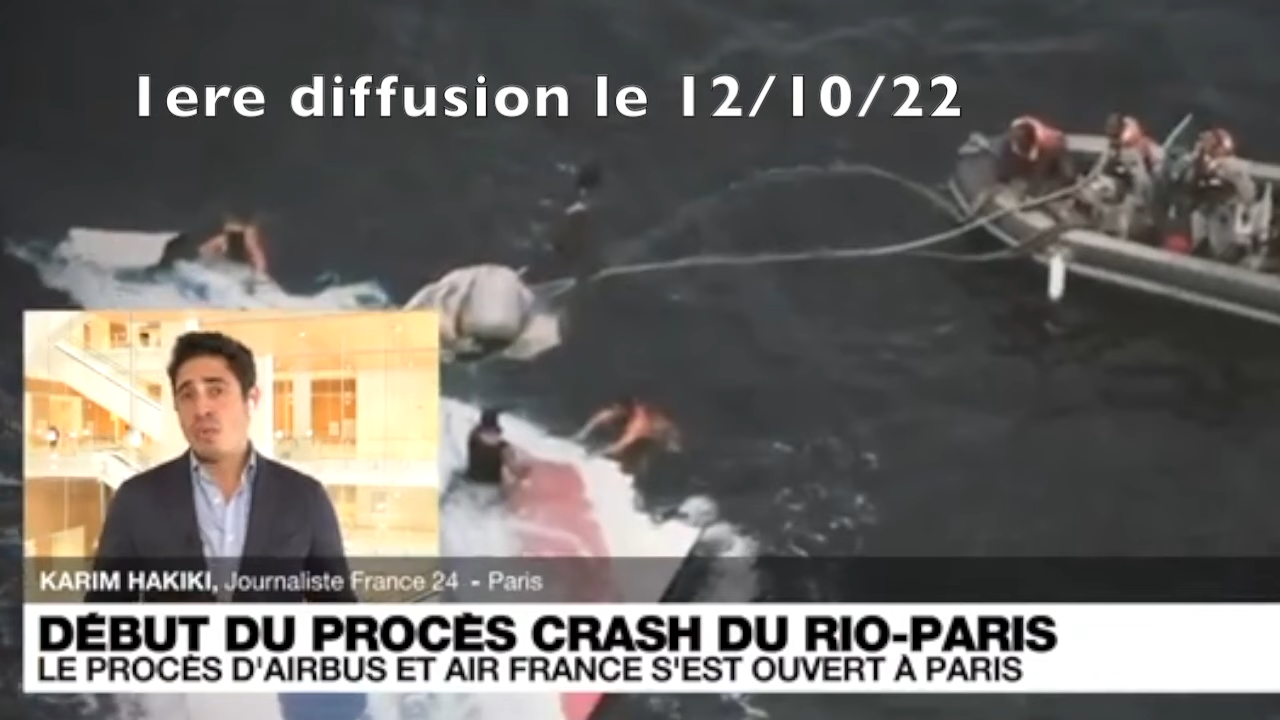 1ere diffusion le 12/10/22
KARIM HAKIKI, Journaliste France 24 - Paris
DÉBUT DU PROCÈS CRASH DU RIO-PARIS
LE PROCÈS D'AIRBUS ET AIR FRANCE S'EST OUVERT À PARIS